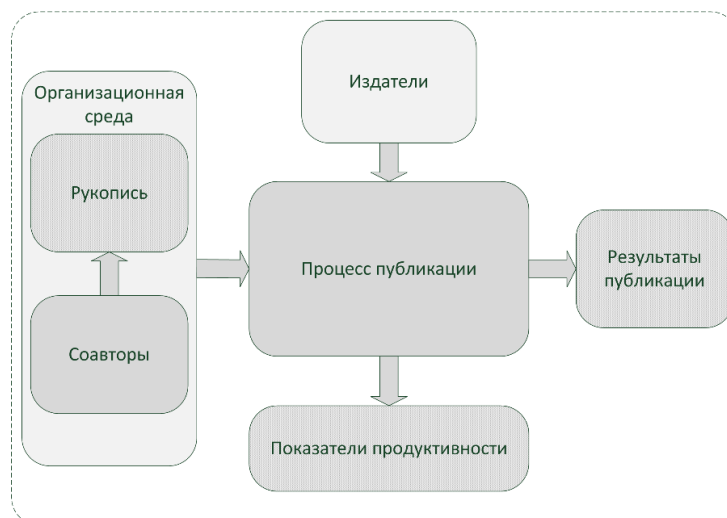 Организационная
среда
Рукопись
Соавторы
Издатели
Процесс публикации
Показатели продуктивности
Результаты
публикации